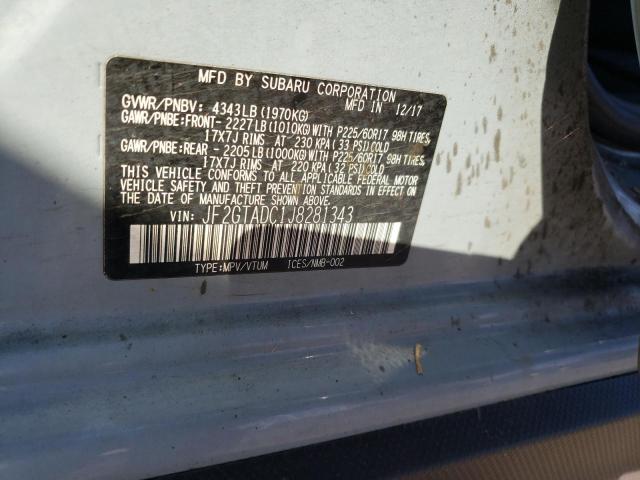 MFD BY SUBARU CORPORATION
GVWR/PNBV: 4343LB(1970KG) MFD IN 12/17
GAWR/PNBE:FRONT-2227LB(1010KG)WITH P225/60R17 98H TIRES,
17X7J RIMS AT 230 KPA(33 PSI)COLD
GAWR/PNBE:REAR - 2205LB(1000KG)WITH P225/60R17 98H TIRES,
17X7J RIMS AT 220 KPA(32 PSI)COLD
THIS VEHICLE CONFORMS TO ALL APPLICABLE FEDERAL MOTOR
VEHICLE SAFETY AND THEFT PREVENTION STANDARDS IN EFFECT ON
THE DATE OF MANUFACTURE SHOWN ABOVE.
VIN: JF2GTADC1J8281343
TYPE:MPV/VTUM ICES/NMB-002